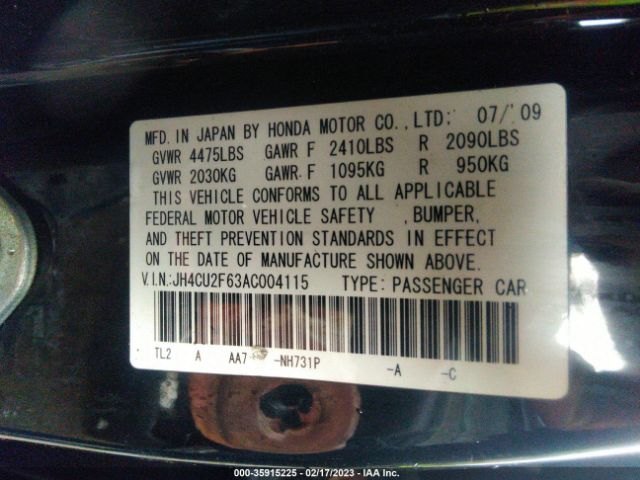 MFD. IN JAPAN BY HONDA MOTOR CO., LTD: 07/'09
GVWR 4475LBS GAWR F 2410LBS R 2090LBS
GVWR 2030KG GAWR F 1095KG R 950KG
THIS VEHICLE CONFORMS TO ALL APPLICABLE
FEDERAL MOTOR VEHICLE SAFETY , BUMPER,
AND THEFT PREVENTION STANDARDS IN EFFECT
ON THE DATE OF MANUFACTURE SHOWN ABOVE.
V.I.N:JH4CU2F63AC004115 TYPE: PASSENGER CAR
TL2 A AA7 -NH731P -A -C
000-35915225 - 02/17/2023 - IAA Inc.